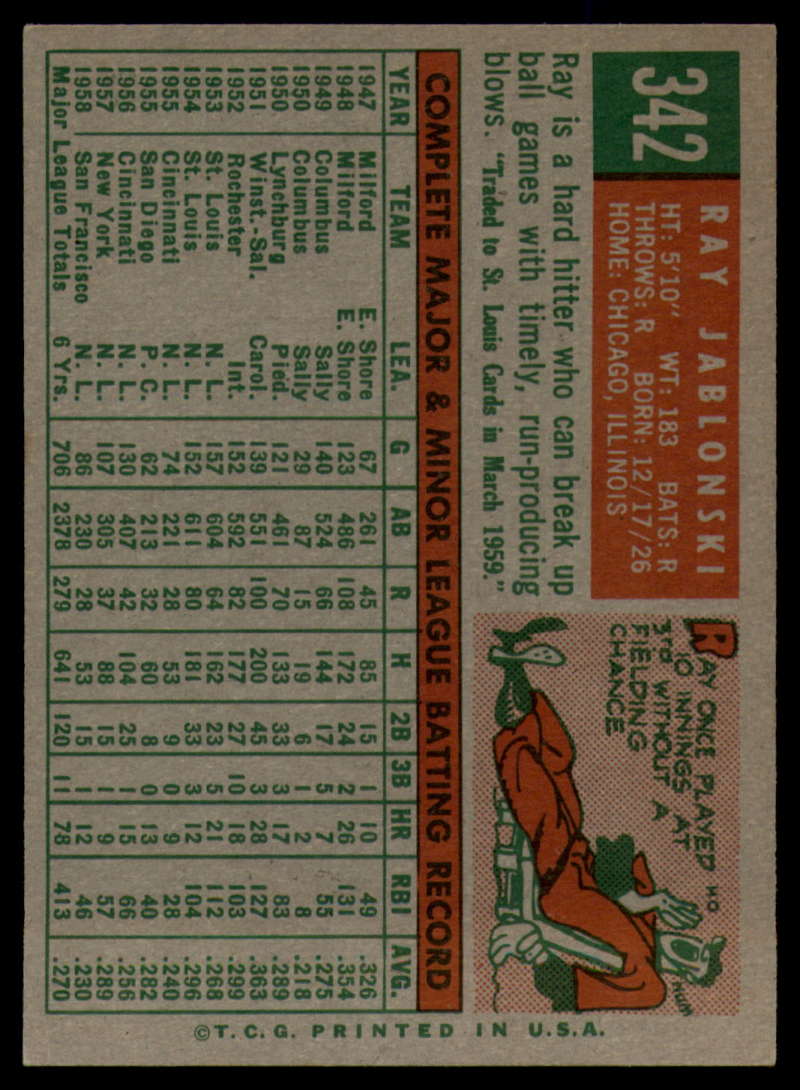 342
RAY JABLONSKI
HT: 5'10" WT: 183 BATS: R
THROWS: R BORN: 12/17/26
HOME: CHICAGO, ILLINOIS
Ray is a hard hitter who can break up
ball games with timely, run-producing
blows. "Traded to St. Louis Cards in March 1959."
RAY ONCE PLAYED
10 INNINGS AT
3rd WITHOUT A
FIELDING
CHANCE
HO
HUM
COMPLETE MAJOR & MINOR LEAGUE BATTING RECORD
YEAR TEAM LEA. G AB R H 2B 3B HR RBI AVG.
1947 Milford E. Shore 67 261 45 85 15 1 10 49 .326
1948 Milford E. Shore 123 486 108 172 24 2 26 131 .354
1949 Columbus Sally 140 524 66 144 17 5 7 55 .275
1950 Columbus Sally 29 87 15 19 6 1 2 8 .218
1950 Lynchburg Pied. 121 461 70 133 33 3 17 83 .289
1951 Winst.-Sal. Carol. 139 551 100 200 45 3 28 127 .363
1952 Rochester Int. 152 592 82 177 27 10 18 103 .299
1953 St. Louis N. L. 157 604 64 162 23 5 21 112 .268
1954 St. Louis N. L. 152 611 80 181 33 3 12 104 .296
1955 Cincinnati N. L. 74 221 28 53 9 0 9 28 .240
1955 San Diego P. C. 62 213 32 60 8 0 13 40 .282
1956 Cincinnati N. L. 130 407 42 104 25 1 15 66 .256
1957 New York N. L. 107 305 37 88 15 1 9 57 .289
1958 San Francisco N. L. 86 230 28 53 15 1 12 46 .230
Major League Totals 6 Yrs. 706 2378 279 641 120 11 78 413 .270
©T.C.G. PRINTED IN U.S.A.